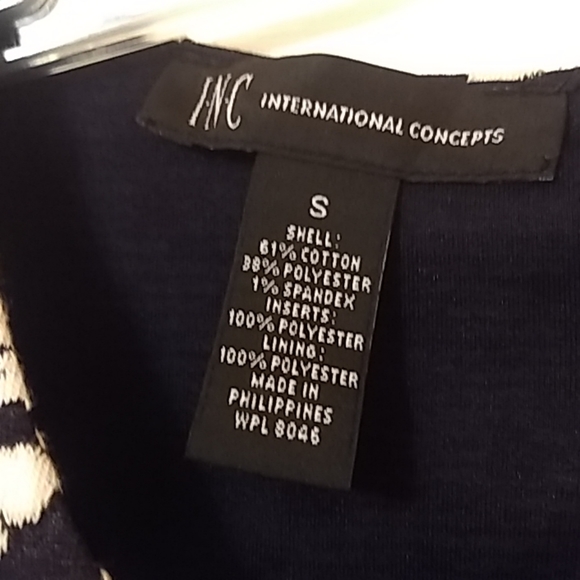 I·N·C INTERNATIONAL CONCEPTS
S
SHELL:
61% COTTON
38% POLYESTER
1% SPANDEX
INSERTS:
100% POLYESTER
LINING:
100% POLYESTER
MADE IN
PHILIPPINES
WPL 8046